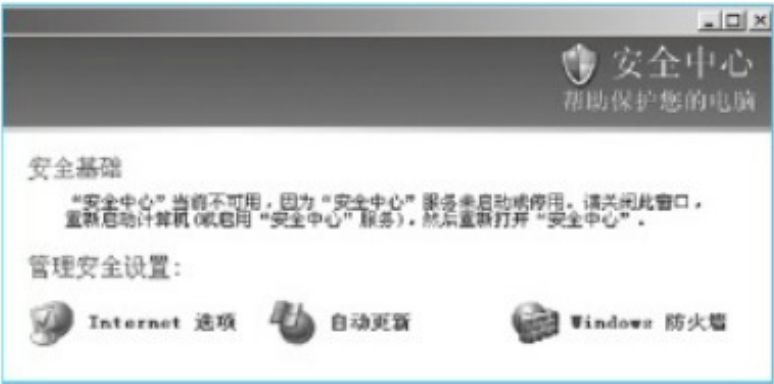 安全中心
帮助保护您的电脑
安全基础
“安全中心”当前不可用,因为“安全中心”服务未启动或停用。请关闭此窗口,
重新启动计算机(或启用“安全中心”服务),然后重新打开“安全中心”.
管理安全设置:
Internet 选项 自动更新 Windows 防火墙